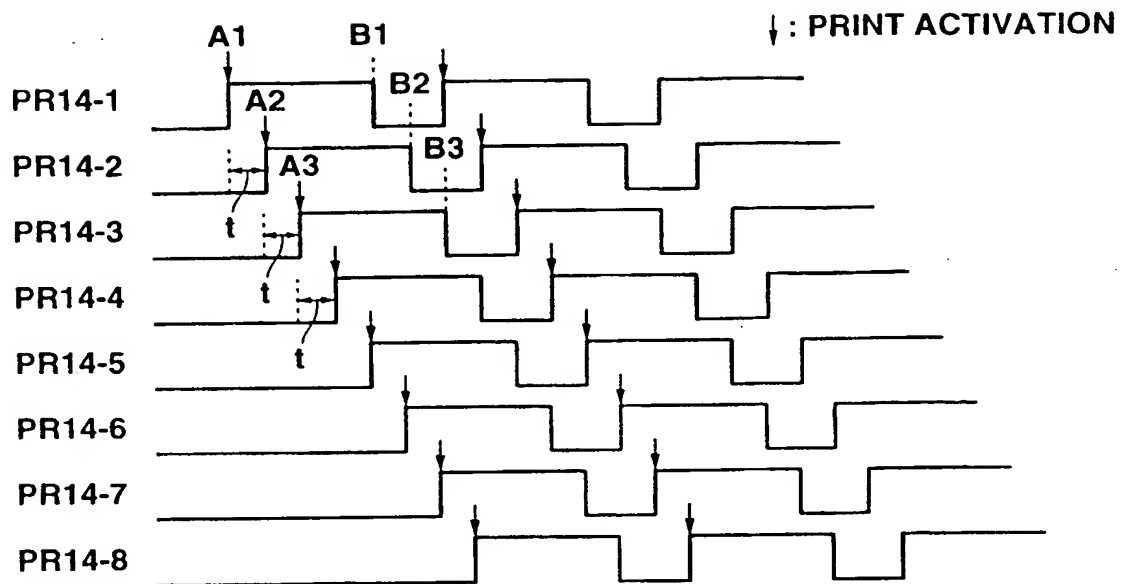 A1 B1 ↓ : PRINT ACTIVATION
PR14-1 A2 B2
PR14-2 A3 B3
t
PR14-3
t
PR14-4
t
PR14-5
PR14-6
PR14-7
PR14-8